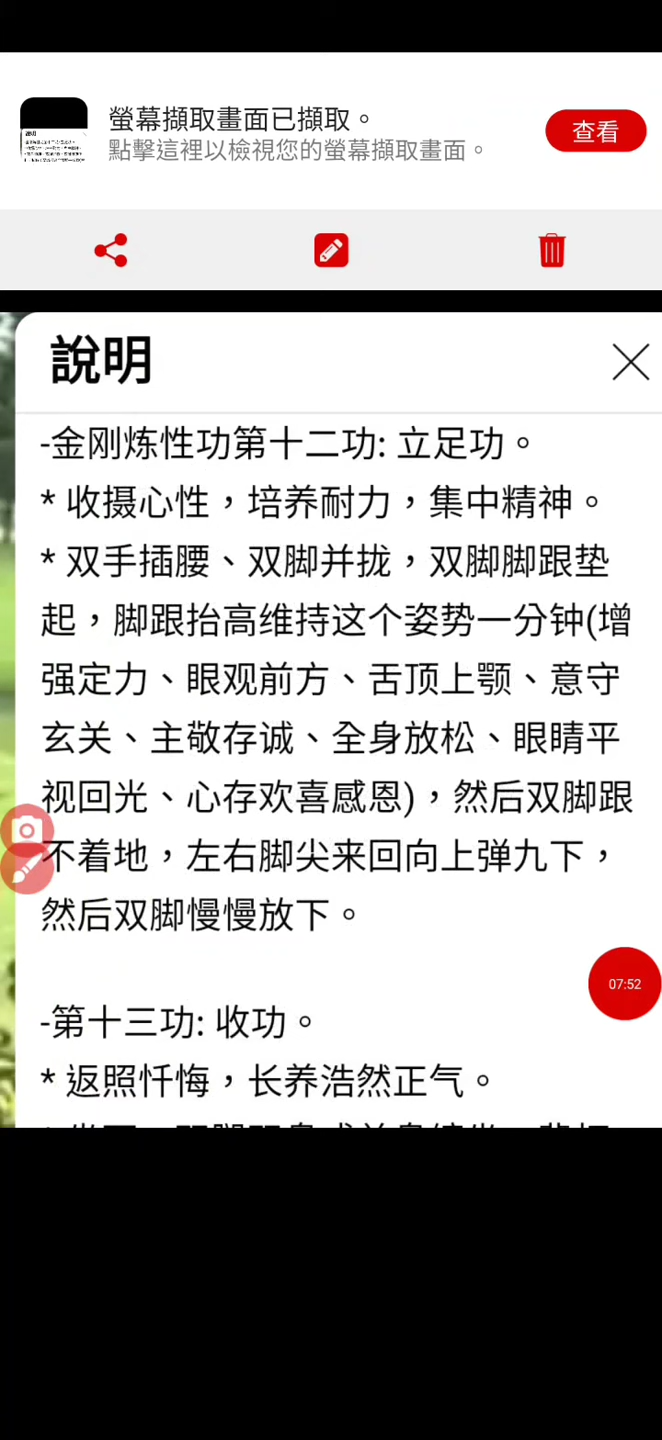 螢幕擷取畫面已擷取。
點擊這裡以檢視您的螢幕擷取畫面。
查看
說明
-金刚炼性功第十二功: 立足功。
* 收摄心性，培养耐力，集中精神。
* 双手插腰、双脚并拢，双脚脚跟垫
起，脚跟抬高维持这个姿势一分钟(增
强定力、眼观前方、舌顶上颚、意守
玄关、主敬存诚、全身放松、眼睛平
视回光、心存欢喜感恩)，然后双脚跟
不着地，左右脚尖来回向上弹九下，
然后双脚慢慢放下。
07:52
-第十三功: 收功。
* 返照忏悔，长养浩然正气。